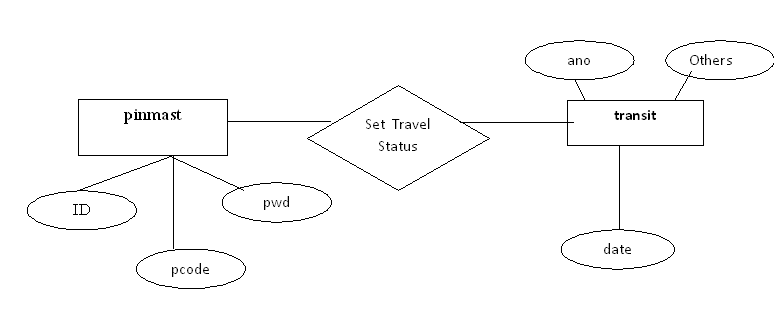 ano
Others
pinmast
Set Travel
Status
transit
ID
pwd
pcode
date